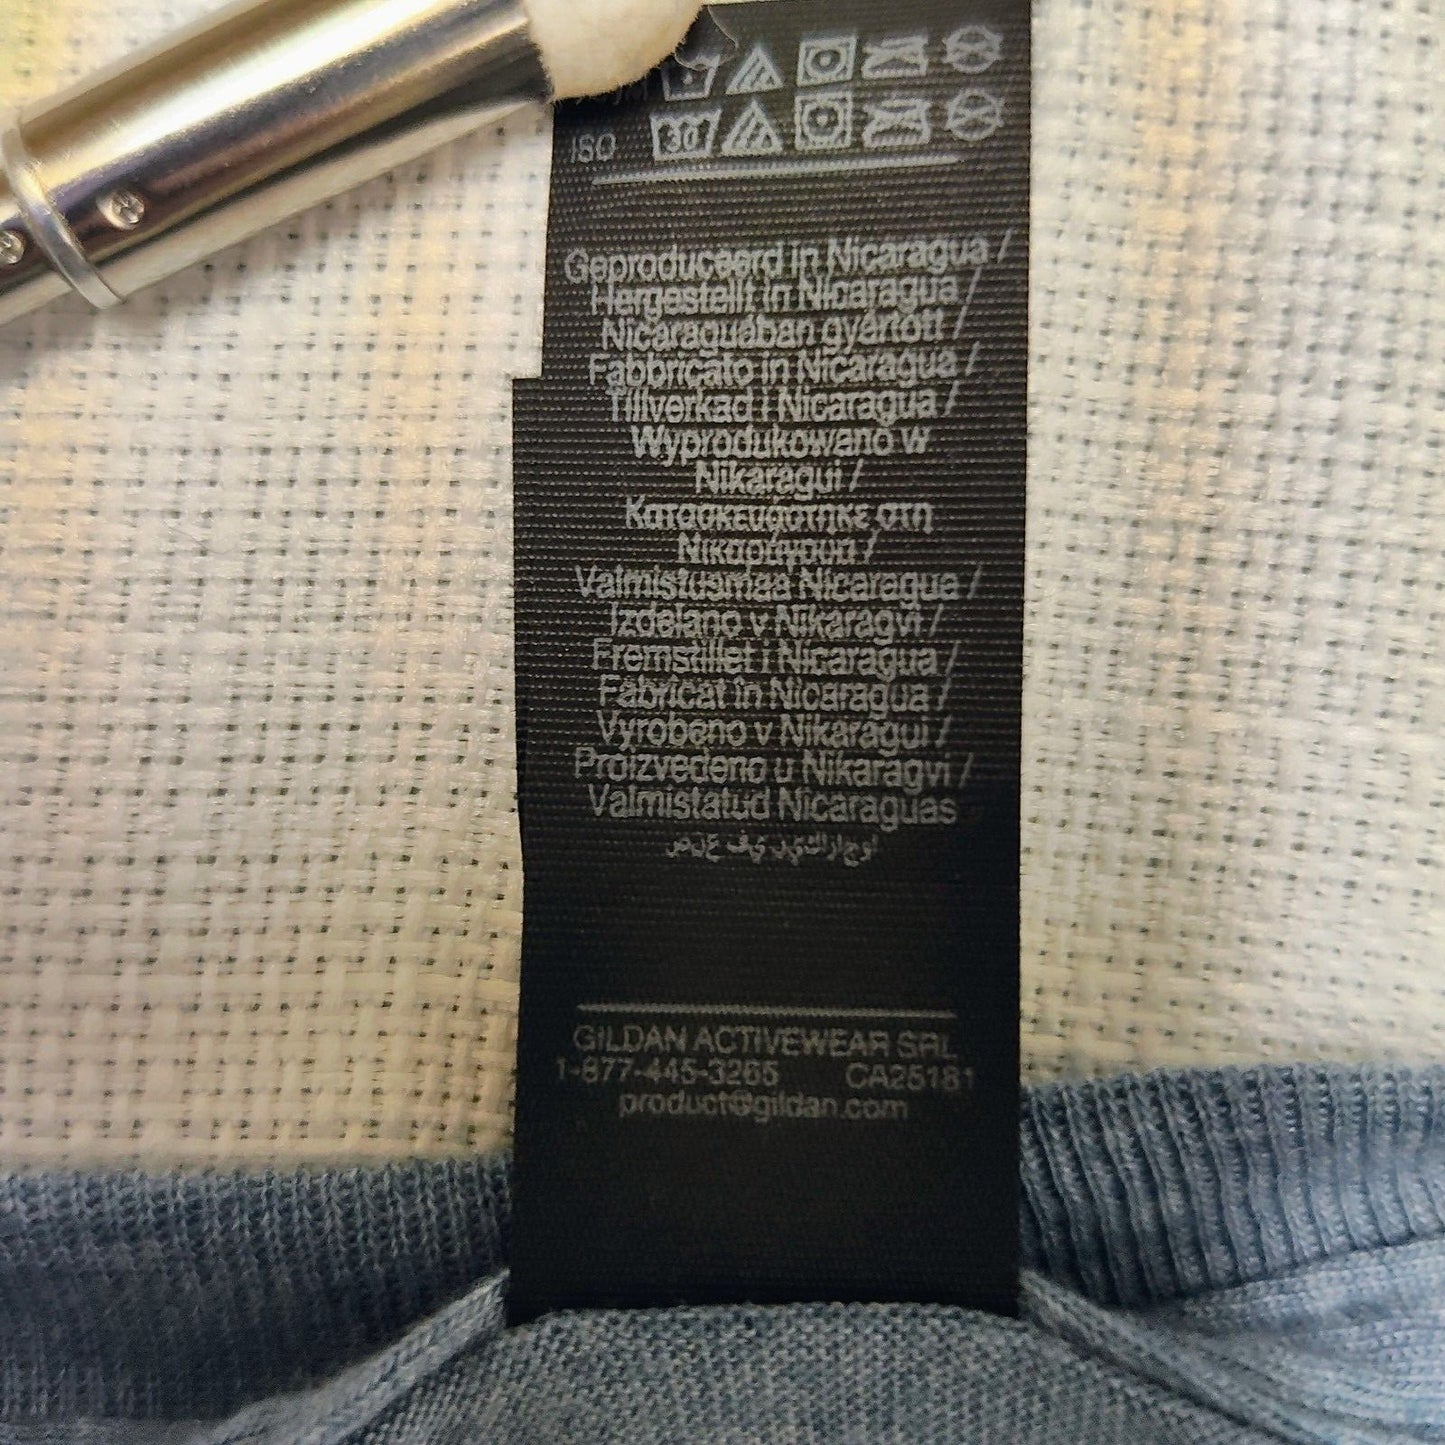 ISO 30
Geproduceerd in Nicaragua /
Hergestellt in Nicaragua /
Nicaraguában gyártott /
Fabbricato in Nicaragua /
Tillverkad i Nicaragua /
Wyprodukowano w
Nikaragui /
Κατασκευάστηκε στη
Νικαράγουα /
Valmistusmaa Nicaragua /
Izdelano v Nikaragvi /
Fremstillet i Nicaragua /
Fabricat în Nicaragua /
Vyrobeno v Nikaragui /
Proizvedeno u Nikaragvi /
Valmistatud Nicaraguas
GILDAN ACTIVEWEAR SRL
1-877-445-3265 CA25181
product@gildan.com